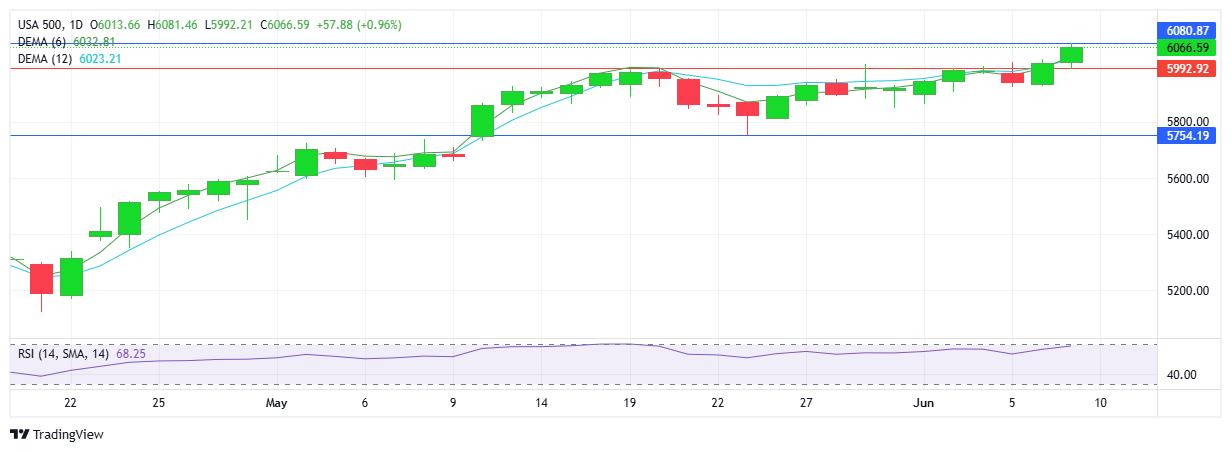 USA 500, 1D O6013.66 H6081.46 L5992.21 C6066.59 +57.88 (+0.96%)
DEMA (6) 6032.81
DEMA (12) 6023.21
6080.87
6066.59
5992.92
5800.00
5754.19
5600.00
5400.00
5200.00
RSI (14, SMA, 14) 68.25
40.00
22 25 May 6 9 14 19 22 27 Jun 5 10
TradingView